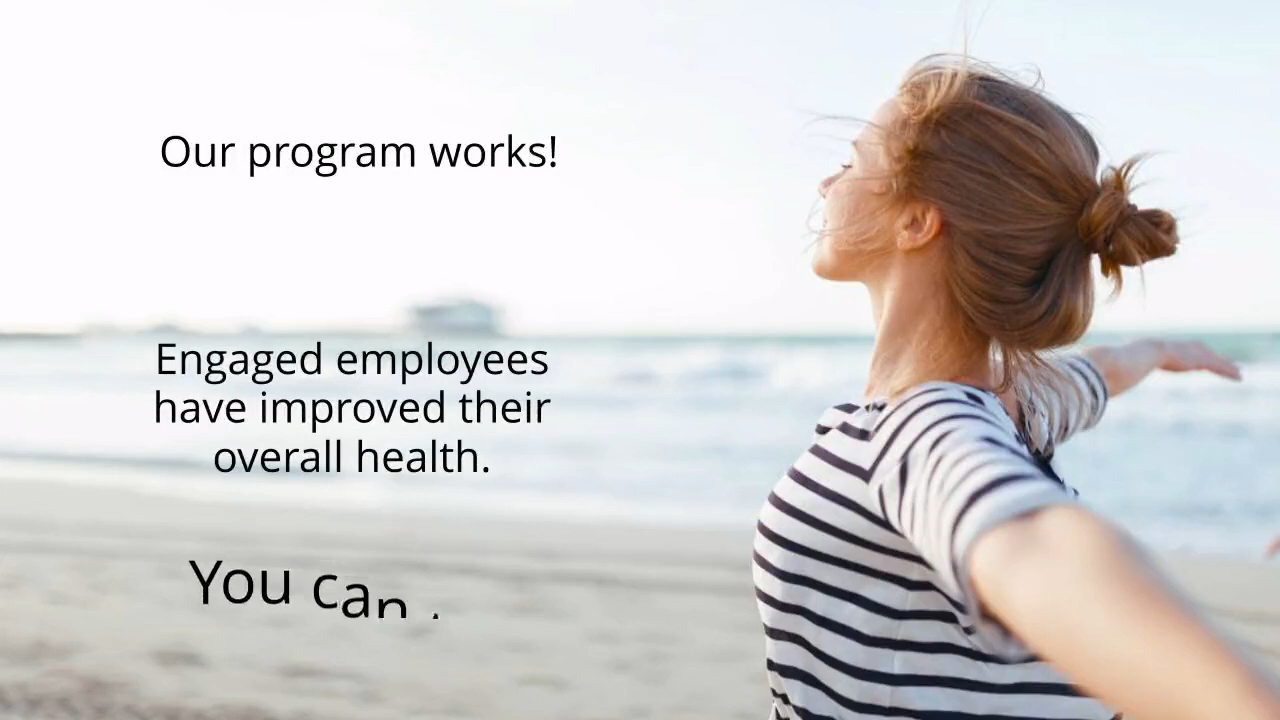 Our program works!
Engaged employees
have improved their
overall health.
You can